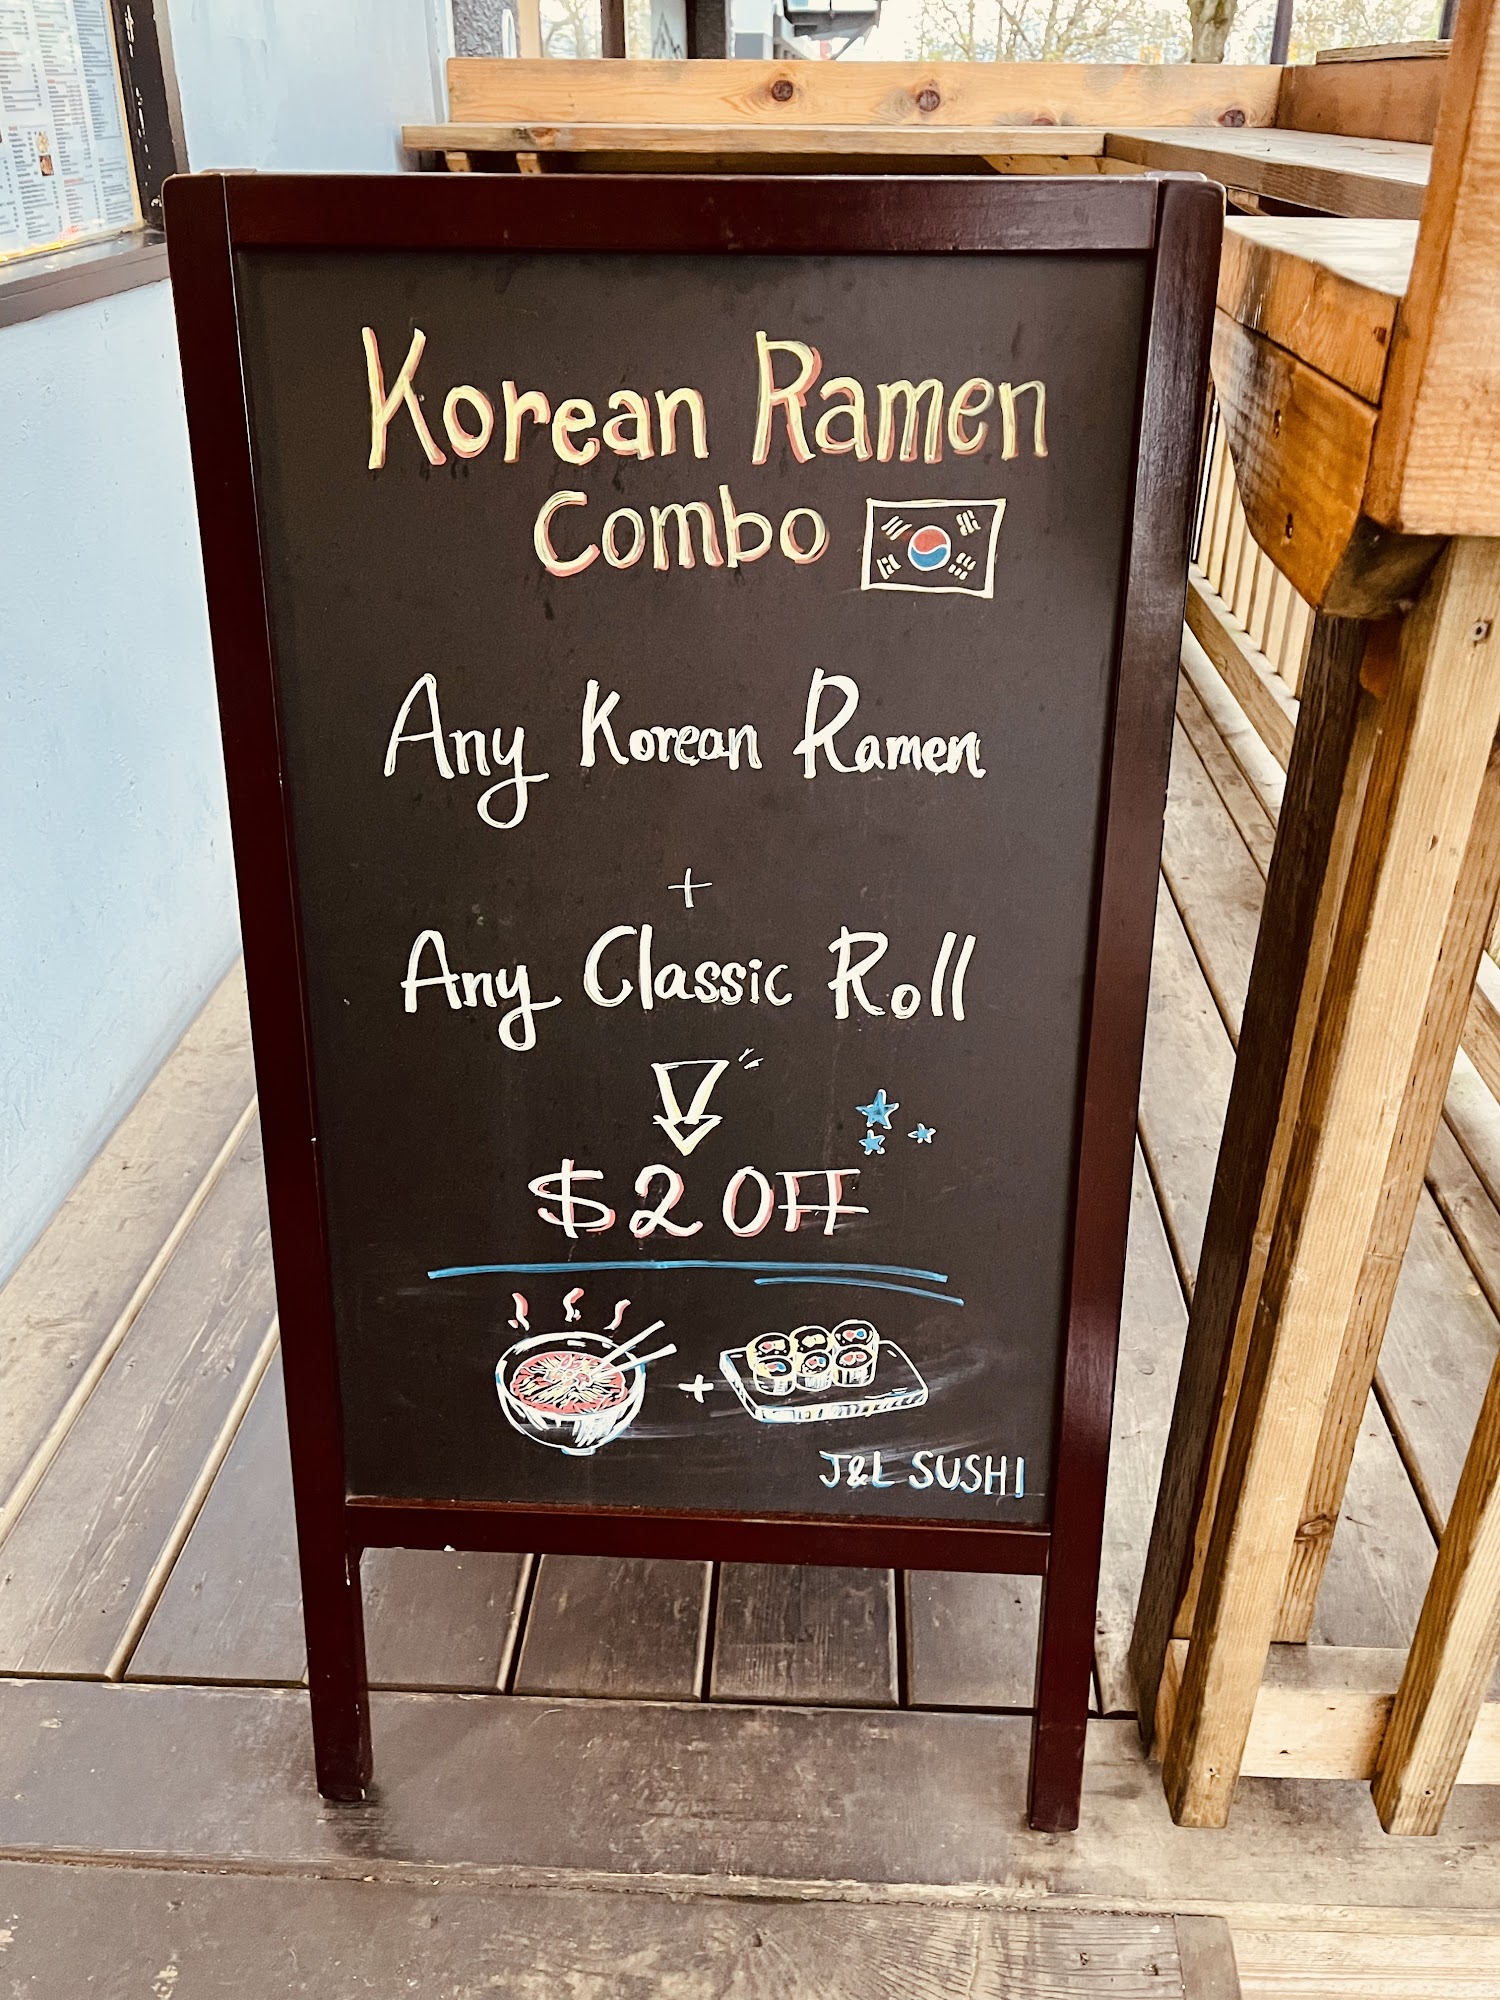 Korean Ramen
Combo
Any Korean Ramen
+
Any Classic Roll
$2 OFF
+
J&L SUSHI